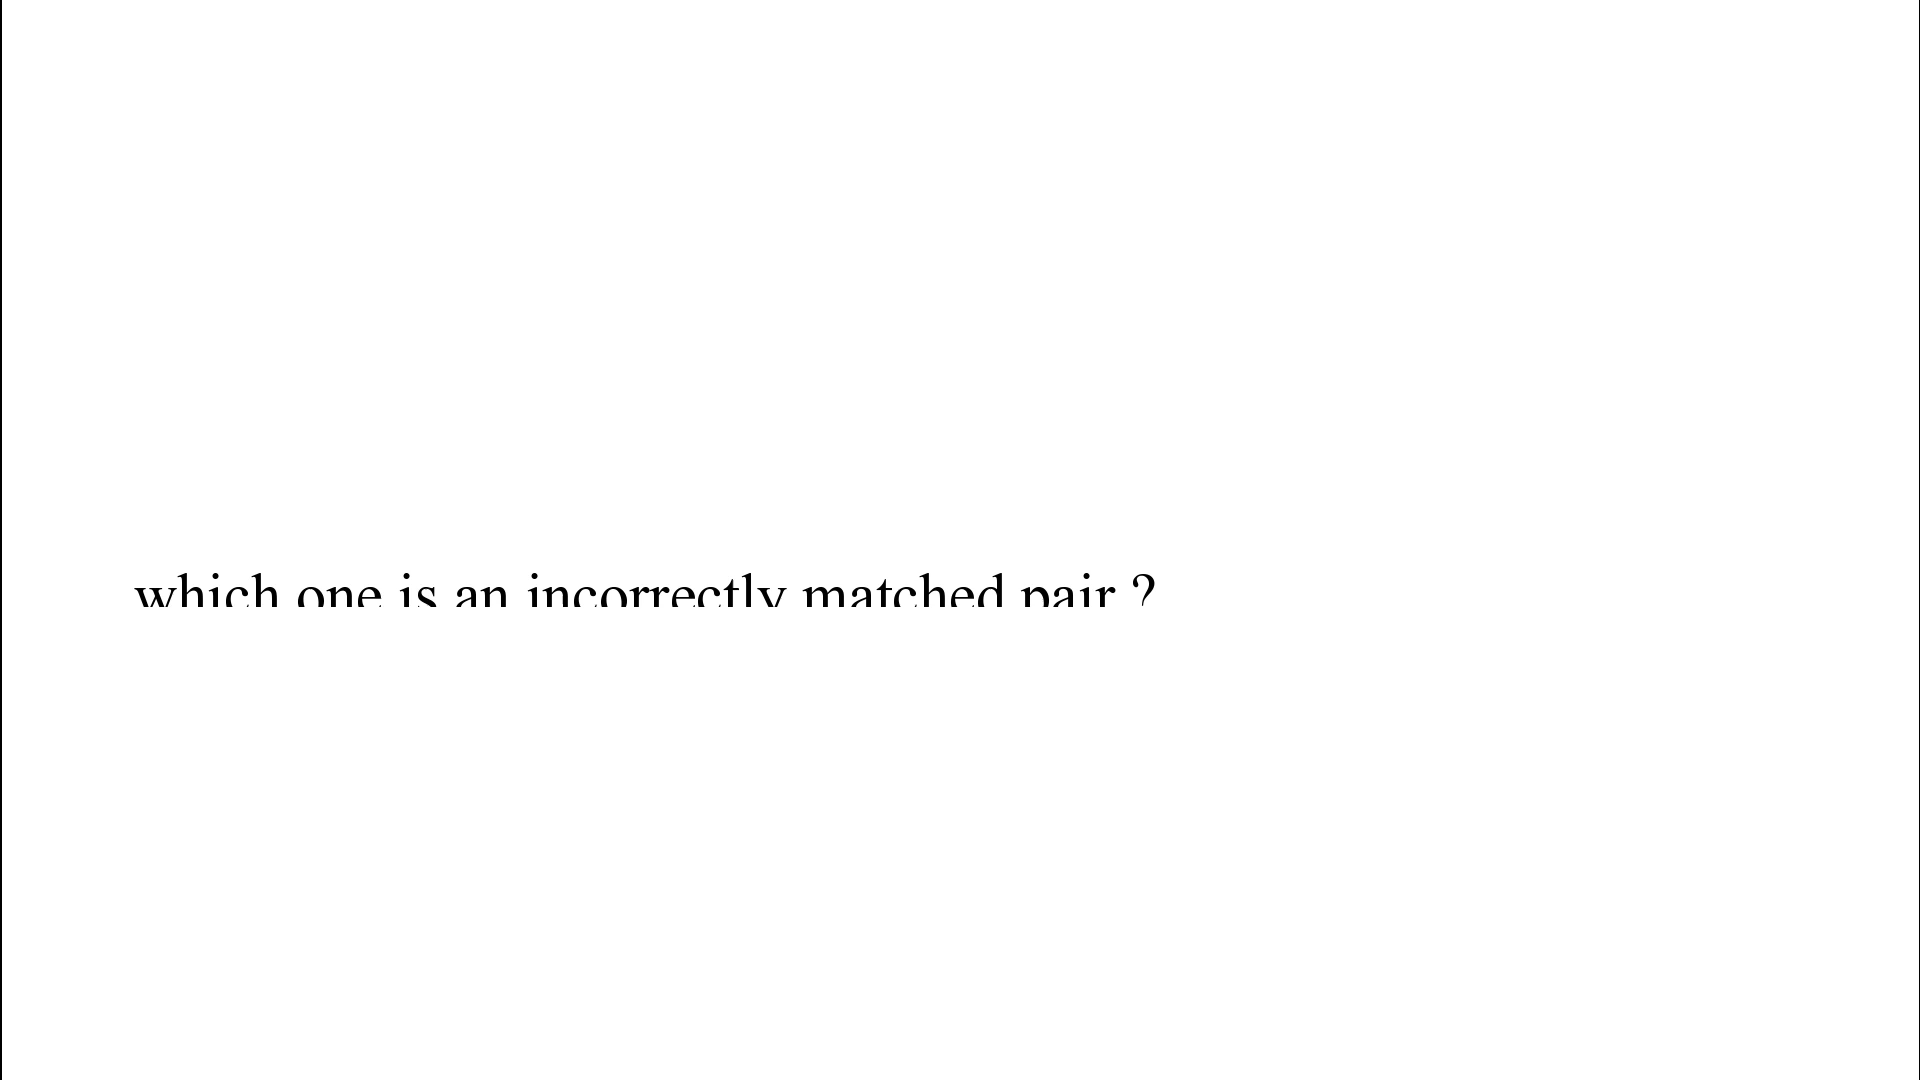 which one is an incorrectly matched pair ?